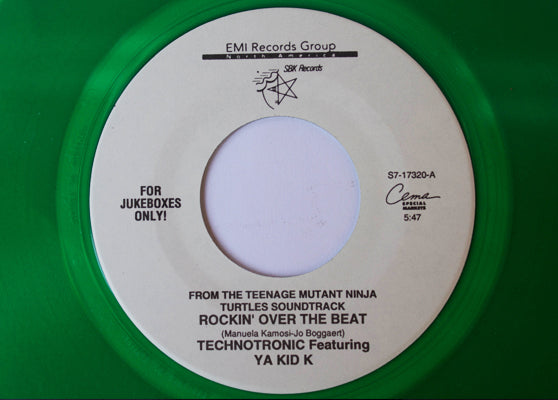 EMI Records Group
North America
SBK Records
FOR
JUKEBOXES
ONLY!
S7-17320-A
Cema
SPECIAL
MARKETS
5:47
FROM THE TEENAGE MUTANT NINJA
TURTLES SOUNDTRACK
ROCKIN' OVER THE BEAT
(Manuela Kamosi-Jo Boggaert)
TECHNOTRONIC Featuring
YA KID K